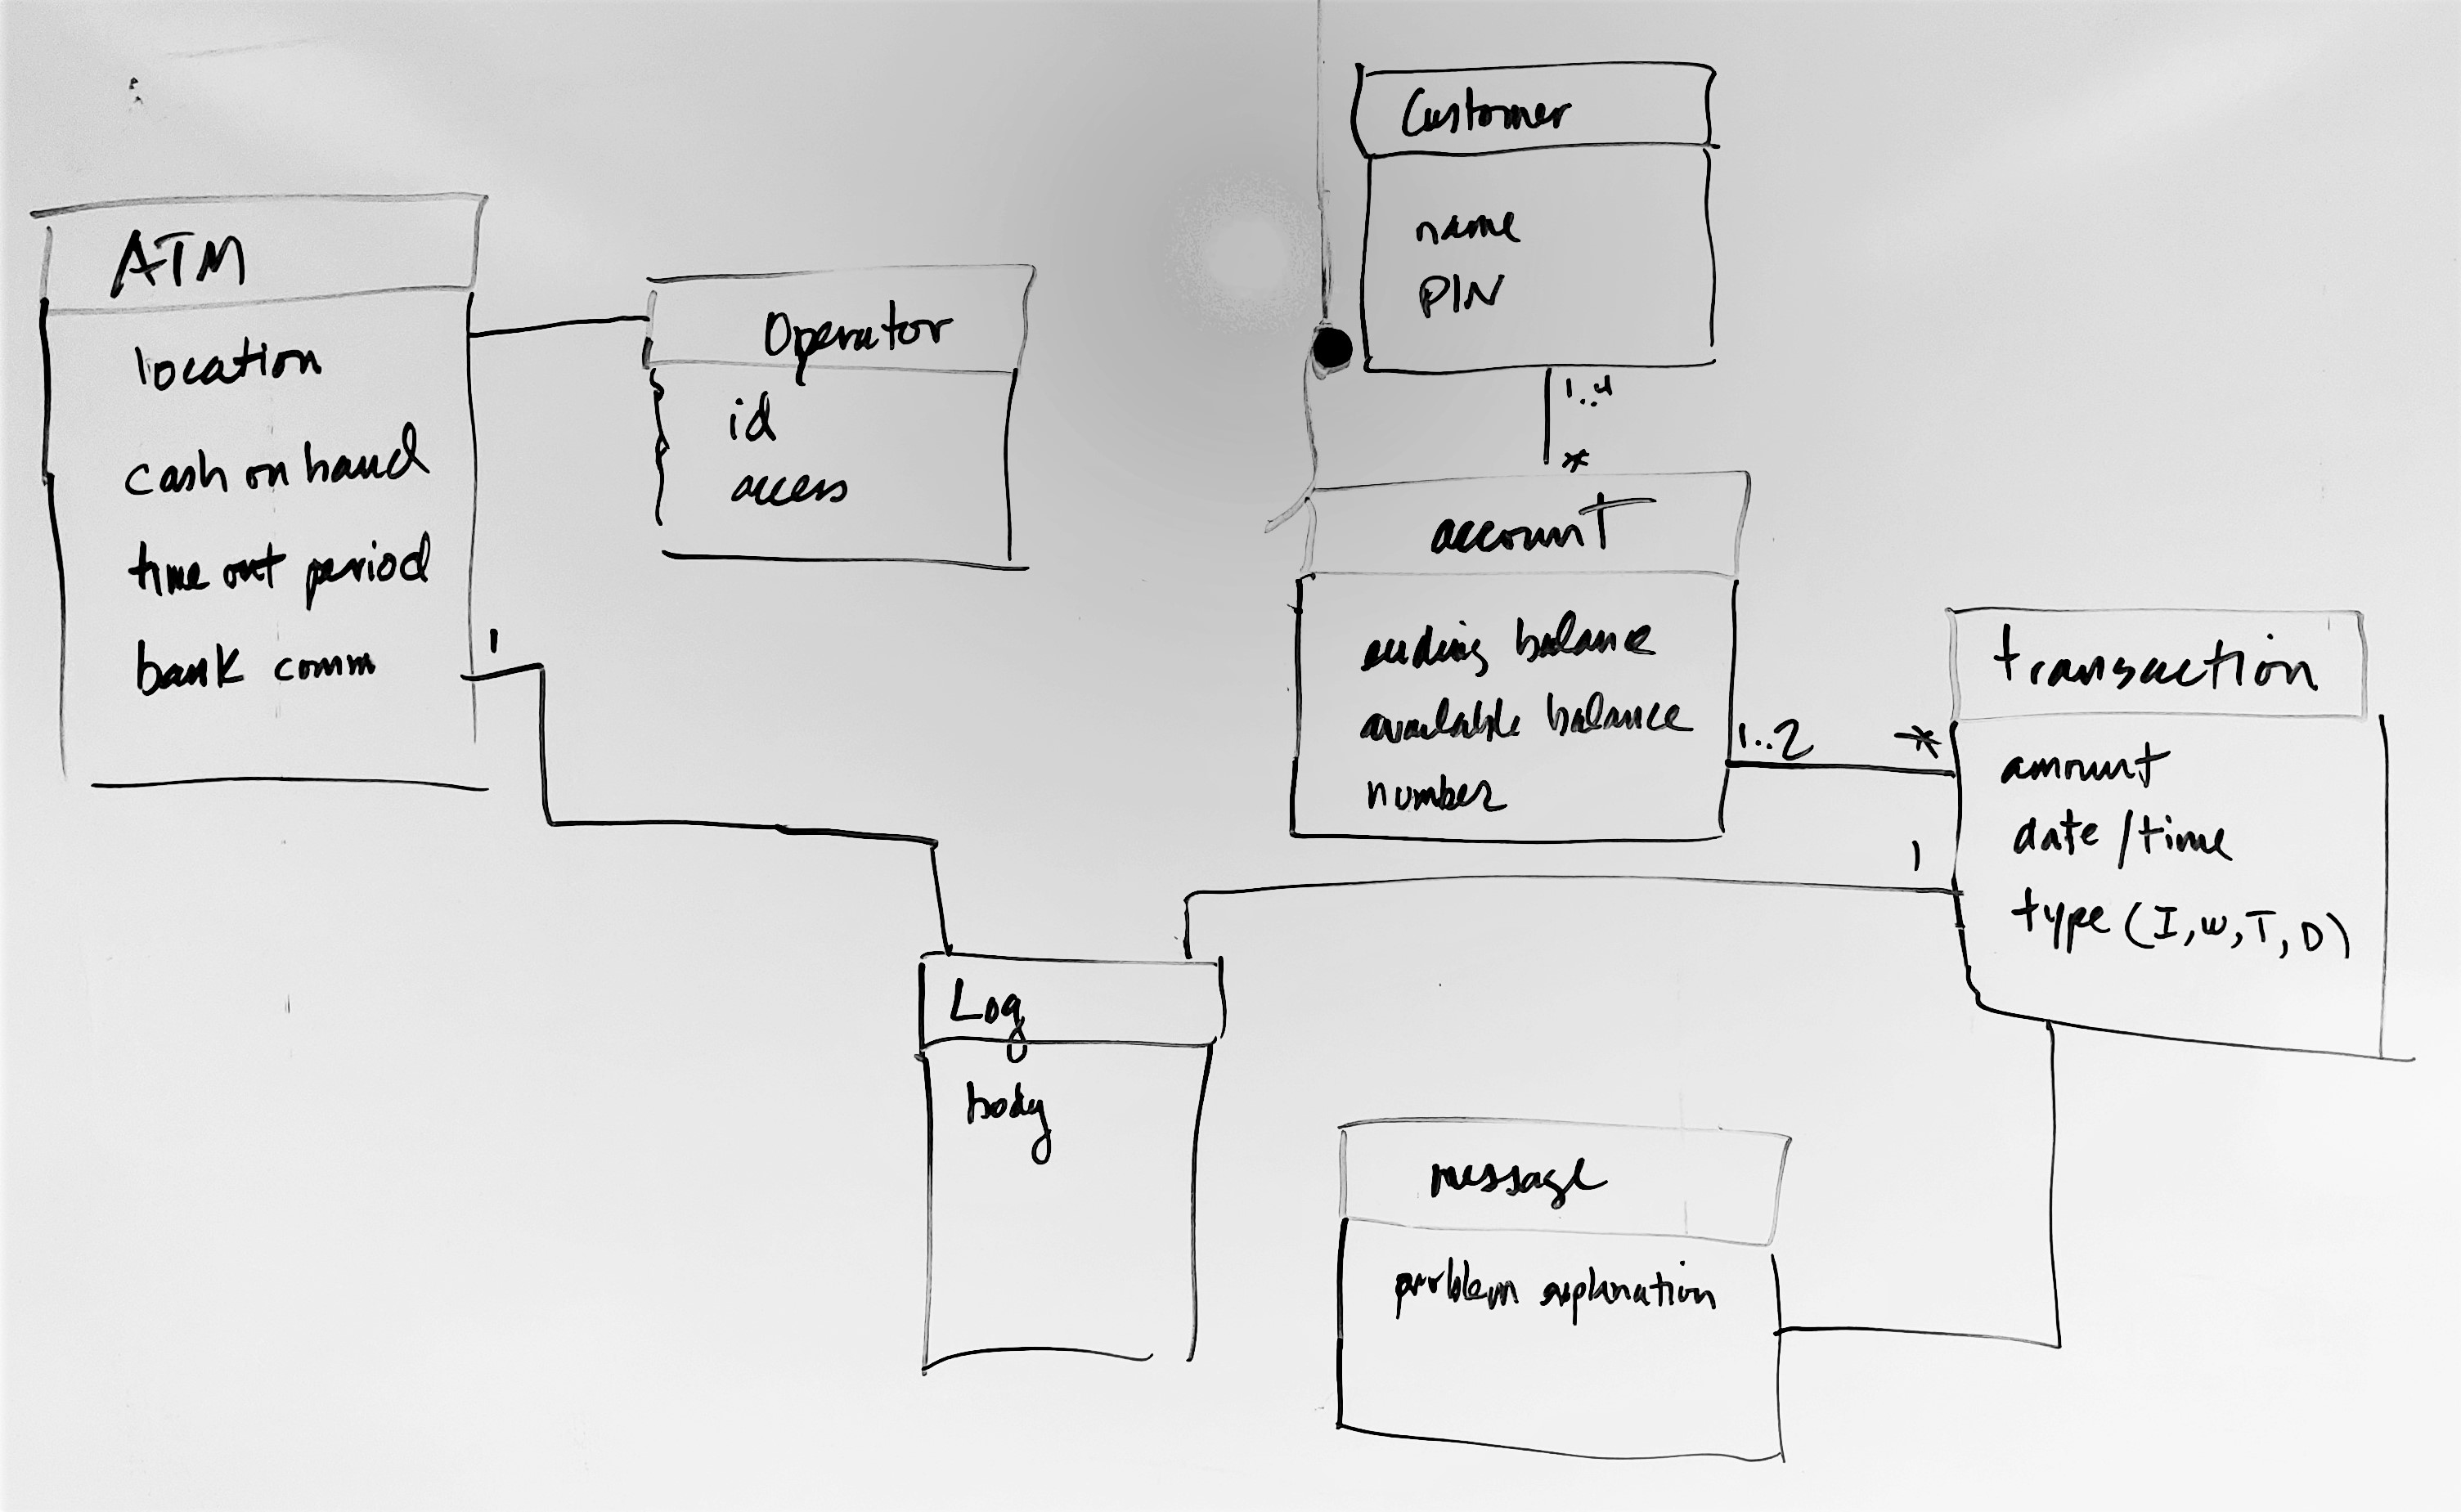 ATM
location
cash on hand
time out period
bank comm
1
Operator
id
access
Customer
name
PIN
1..4
*
account
ending balance
available balance
number
1..2
*
transaction
amount
date/time
type (I, W, T, D)
1
Log
body
message
problem explanation